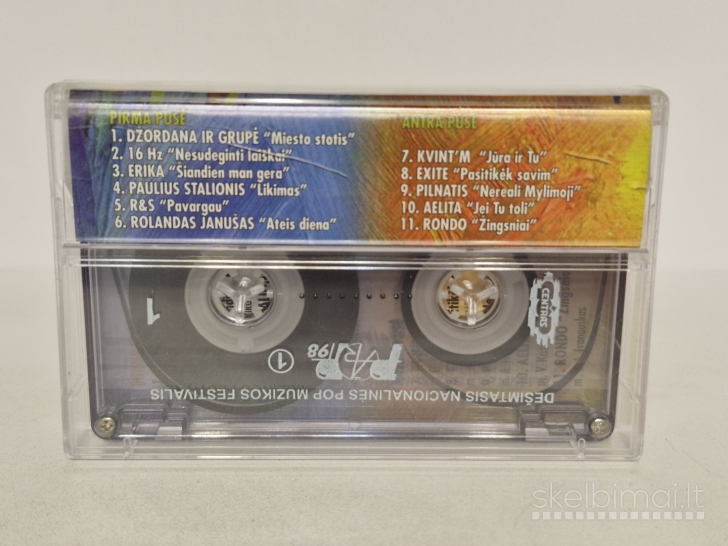 PIRMA PUSĖ
1. DŽORDANA IR GRUPĖ "Miesto stotis"
2. 16 Hz "Nesudeginti laiškai"
3. ERIKA "Šiandien man gera"
4. PAULIUS STALIONIS "Likimas"
5. R&S "Pavargau"
6. ROLANDAS JANUŠAS "Ateis diena"
ANTRA PUSĖ
7. KVINT'M "Jūra ir Tu"
8. EXITE "Pasitikėk savim"
9. PILNATIS "Nereali Mylimoji"
10. AELITA "Jei Tu toli"
11. RONDO "Žingsniai"
1
CENTRAS
1
/98
DEŠIMTASIS NACIONALINĖS POP MUZIKOS FESTIVALIS
skelbimai.lt